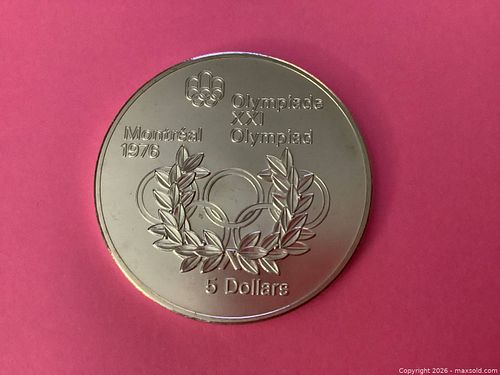 Olympiade
XXI
Olympiad
Montréal
1976
5 Dollars
Copyright 2026 - maxsold.com